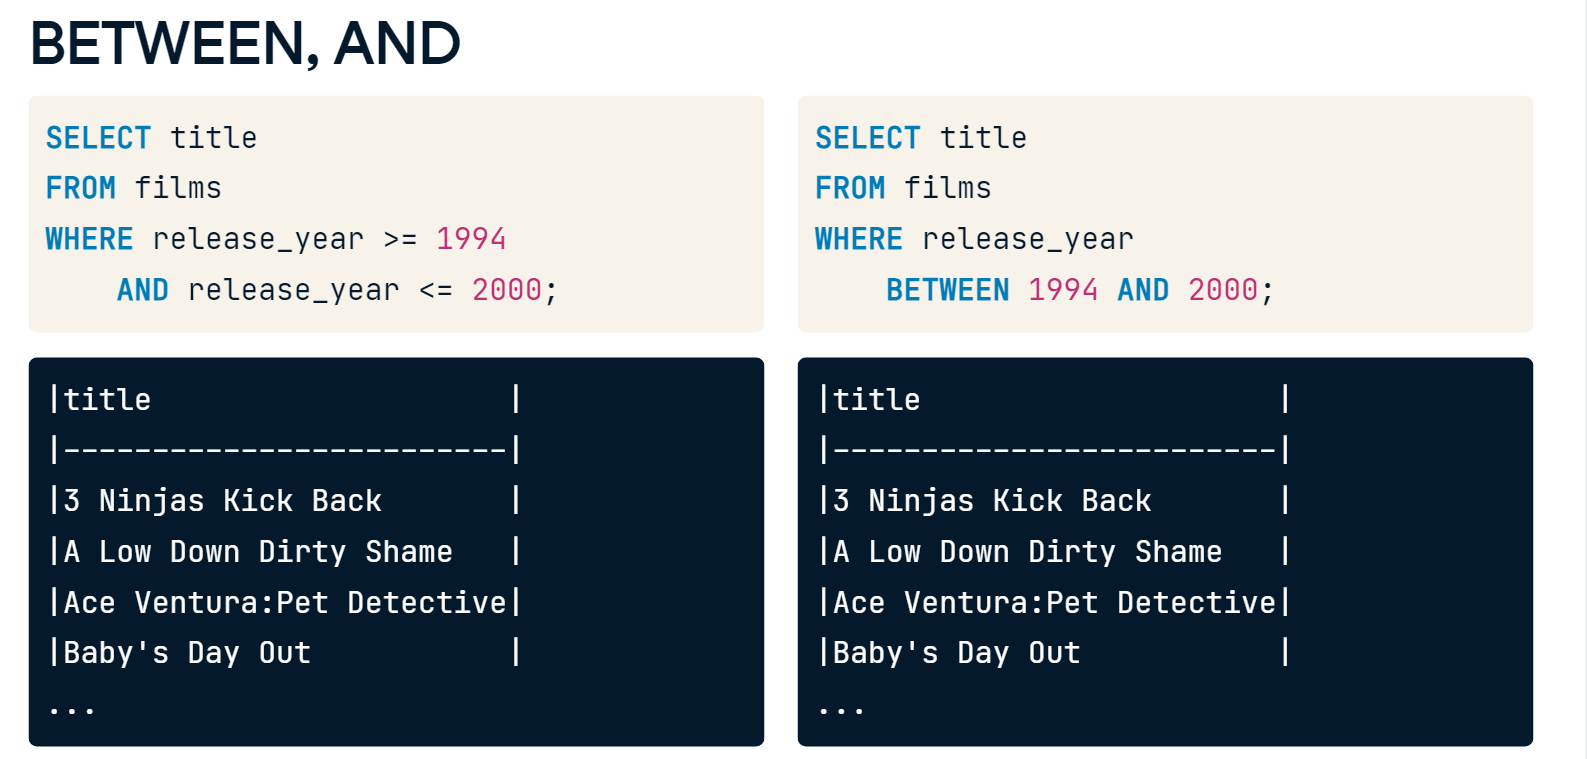 BETWEEN, AND
SELECT title
FROM films
WHERE release_year >= 1994
    AND release_year <= 2000;
|title                    |
|-------------------------|
|3 Ninjas Kick Back       |
|A Low Down Dirty Shame   |
|Ace Ventura:Pet Detective|
|Baby's Day Out           |
...
SELECT title
FROM films
WHERE release_year
    BETWEEN 1994 AND 2000;
|title                    |
|-------------------------|
|3 Ninjas Kick Back       |
|A Low Down Dirty Shame   |
|Ace Ventura:Pet Detective|
|Baby's Day Out           |
...